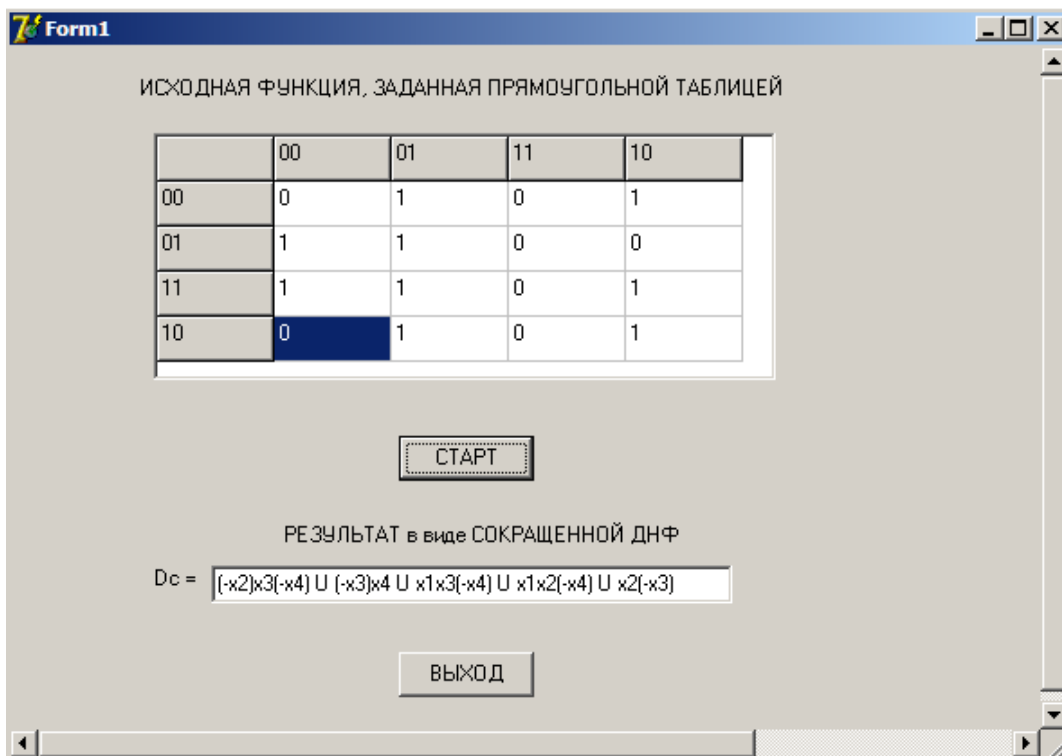 Form1
ИСХОДНАЯ ФУНКЦИЯ, ЗАДАННАЯ ПРЯМОУГОЛЬНОЙ ТАБЛИЦЕЙ
00 01 11 10
00 0 1 0 1
01 1 1 0 0
11 1 1 0 1
10 0 1 0 1
СТАРТ
РЕЗУЛЬТАТ в виде СОКРАЩЕННОЙ ДНФ
Dc = (-x2)x3(-x4) U (-x3)x4 U x1x3(-x4) U x1x2(-x4) U x2(-x3)
ВЫХОД